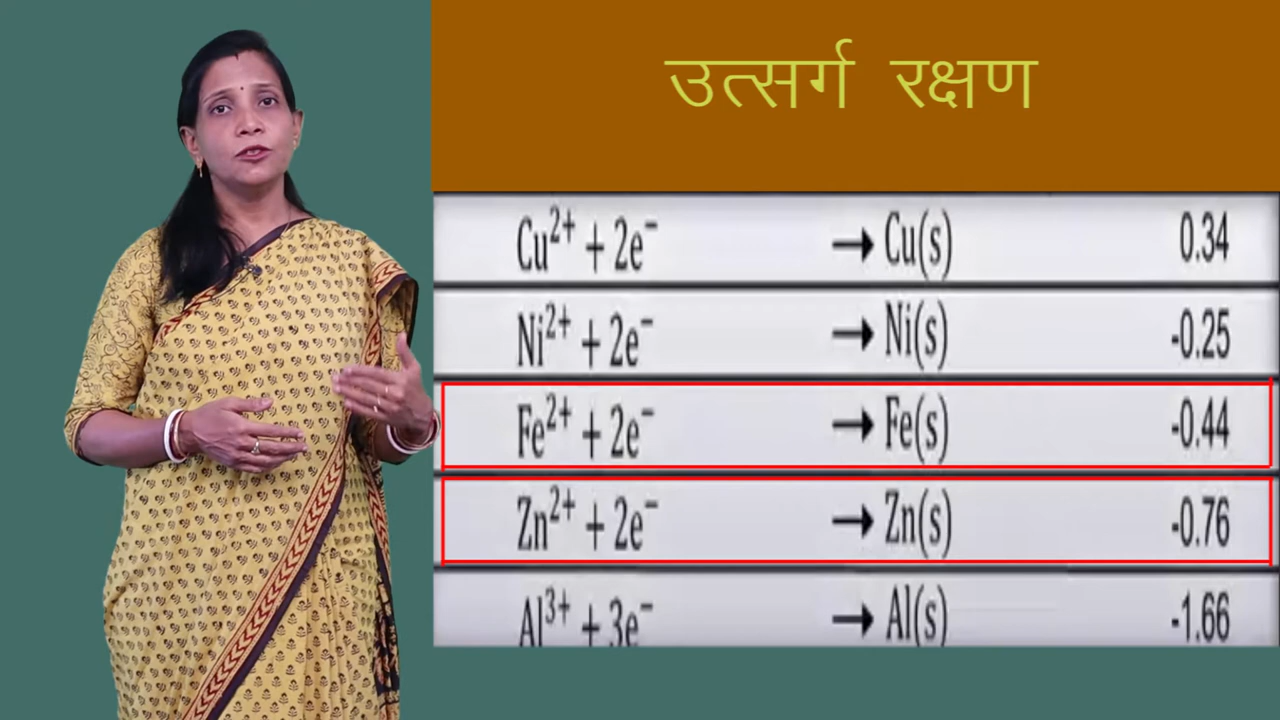 उत्सर्ग रक्षण
Cu²⁺ + 2e⁻ → Cu(s) 0.34
Ni²⁺ + 2e⁻ → Ni(s) -0.25
Fe²⁺ + 2e⁻ → Fe(s) -0.44
Zn²⁺ + 2e⁻ → Zn(s) -0.76
Al³⁺ + 3e⁻ → Al(s) -1.66